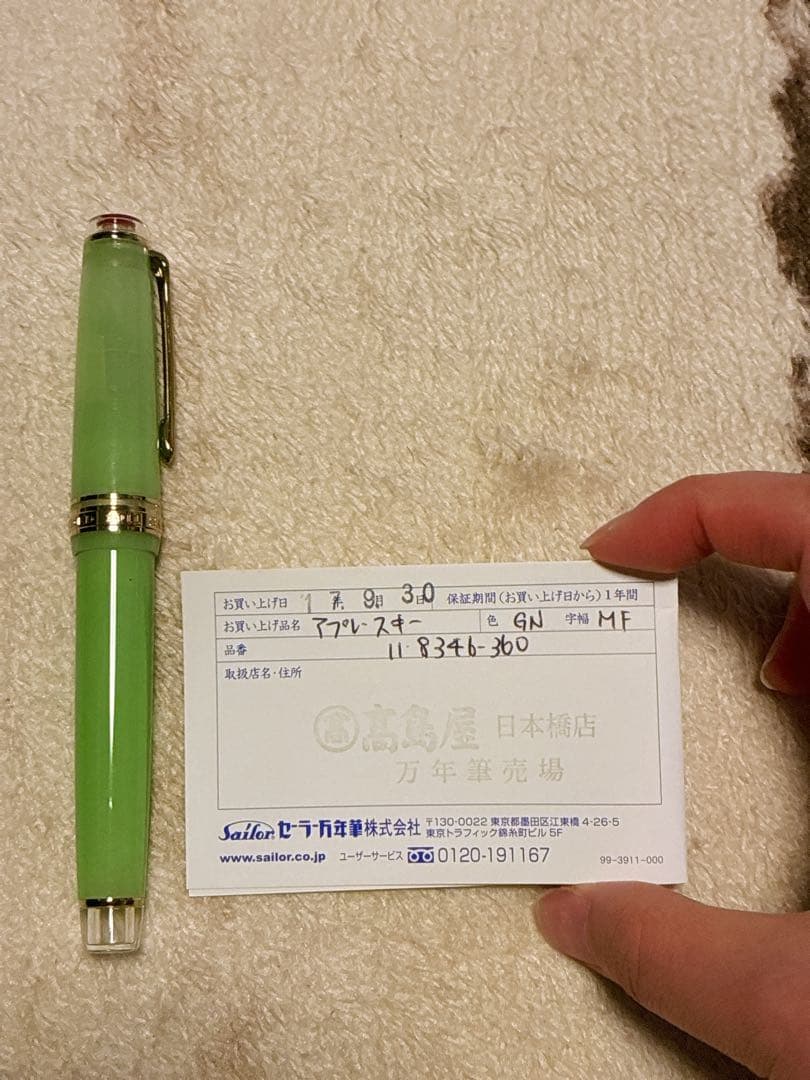 お買い上げ日 1 年 9月 30日 保証期間(お買い上げ日から)1年間
お買い上げ品名 アプレースキー 色 GN 字幅 MF
品番 11-8346-360
取扱店名・住所
髙島屋 日本橋店
万年筆売場
Sailor セーラー万年筆株式会社 〒130-0022 東京都墨田区江東橋 4-26-5
東京トラフィック錦糸町ビル 5F
www.sailor.co.jp ユーザーサービス 0120-191167 99-3911-000